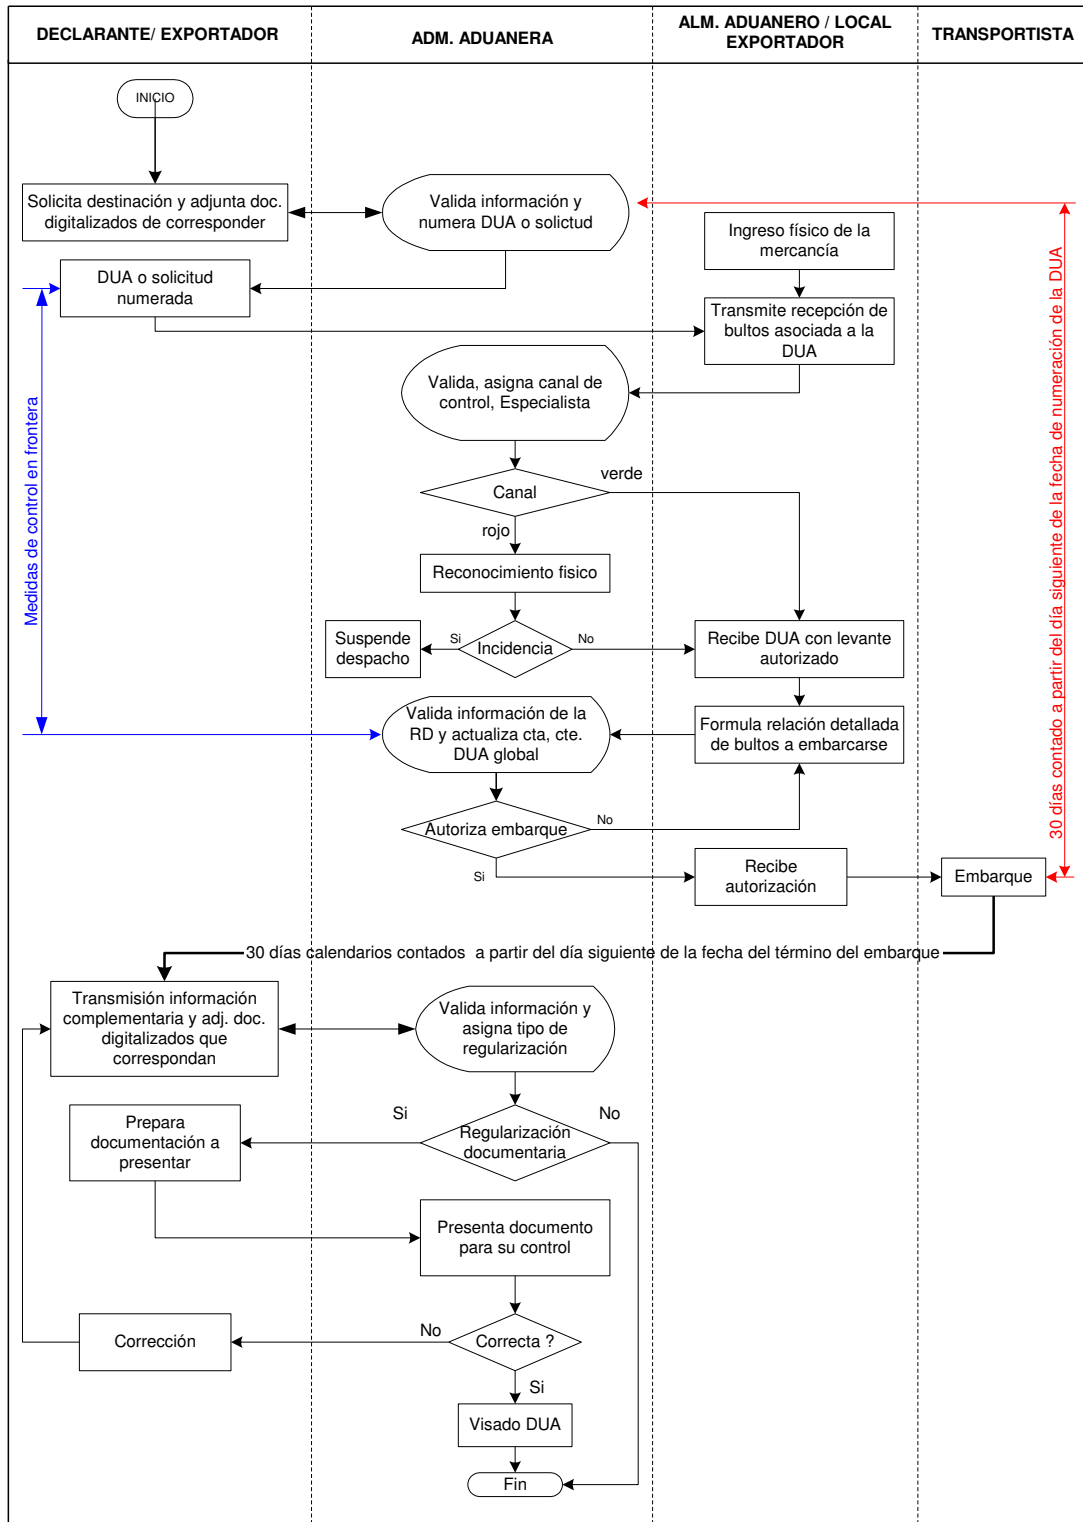 DECLARANTE/ EXPORTADOR
ADM. ADUANERA
ALM. ADUANERO / LOCAL
EXPORTADOR
TRANSPORTISTA
INICIO
Solicita destinación y adjunta doc.
digitalizados de corresponder
Valida información y
numera DUA o solictud
Ingreso físico de la
mercancía
DUA o solicitud
numerada
Transmite recepción de
bultos asociada a la
DUA
Valida, asigna canal de
control, Especialista
verde
Canal
rojo
Reconocimiento fisico
Suspende
despacho
Si
Incidencia
No
Recibe DUA con levante
autorizado
Medidas de control en frontera
30 días contado a partir del día siguiente de la fecha de numeración de la DUA
Valida información de la
RD y actualiza cta, cte.
DUA global
Formula relación detallada
de bultos a embarcarse
Autoriza embarque
No
Si
Recibe
autorización
Embarque
30 días calendarios contados  a partir del día siguiente de la fecha del término del embarque
Transmisión información
complementaria y adj. doc.
digitalizados que
correspondan
Valida información y
asigna tipo de
regularización
Si
No
Prepara
documentación a
presentar
Regularización
documentaria
Presenta documento
para su control
Corrección
No
Correcta ?
Si
Visado DUA
Fin